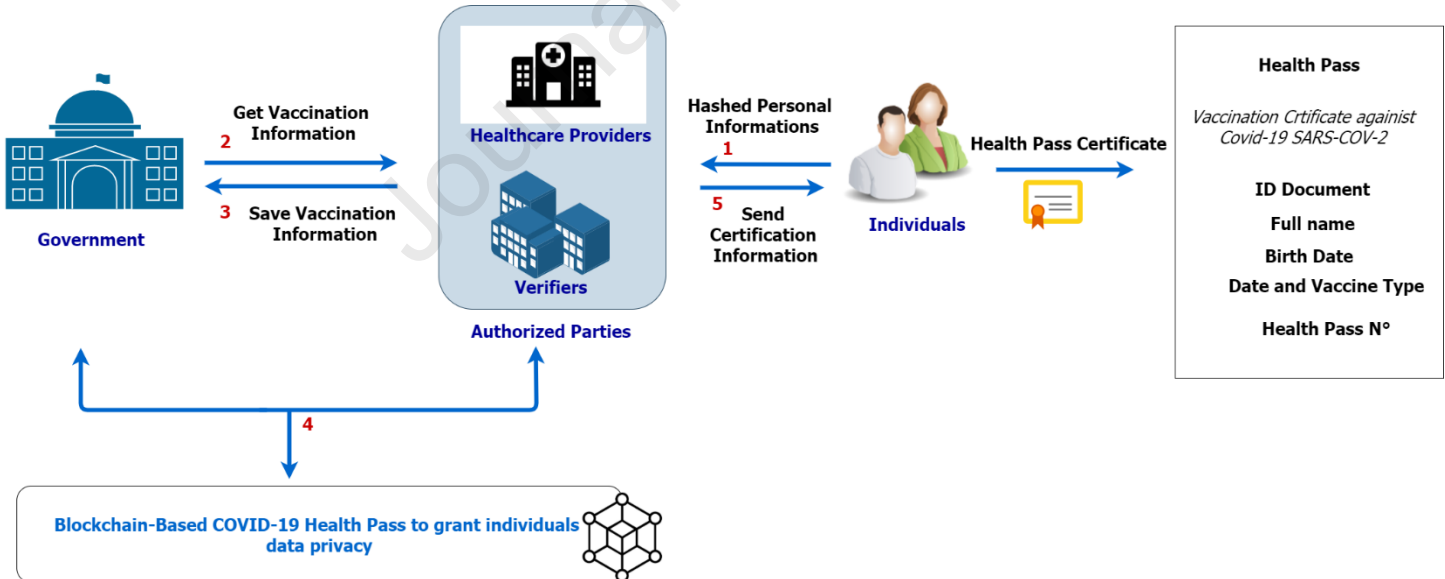 Get Vaccination
Information
2
3
Save Vaccination
Information
Government
Healthcare Providers
Verifiers
Authorized Parties
Hashed Personal
Informations
1
5
Send
Certification
Information
Individuals
Health Pass Certificate
Health Pass
Vaccination Crtificate againist
Covid-19 SARS-COV-2
ID Document
Full name
Birth Date
Date and Vaccine Type
Health Pass N°
4
Blockchain-Based COVID-19 Health Pass to grant individuals
data privacy
Journa